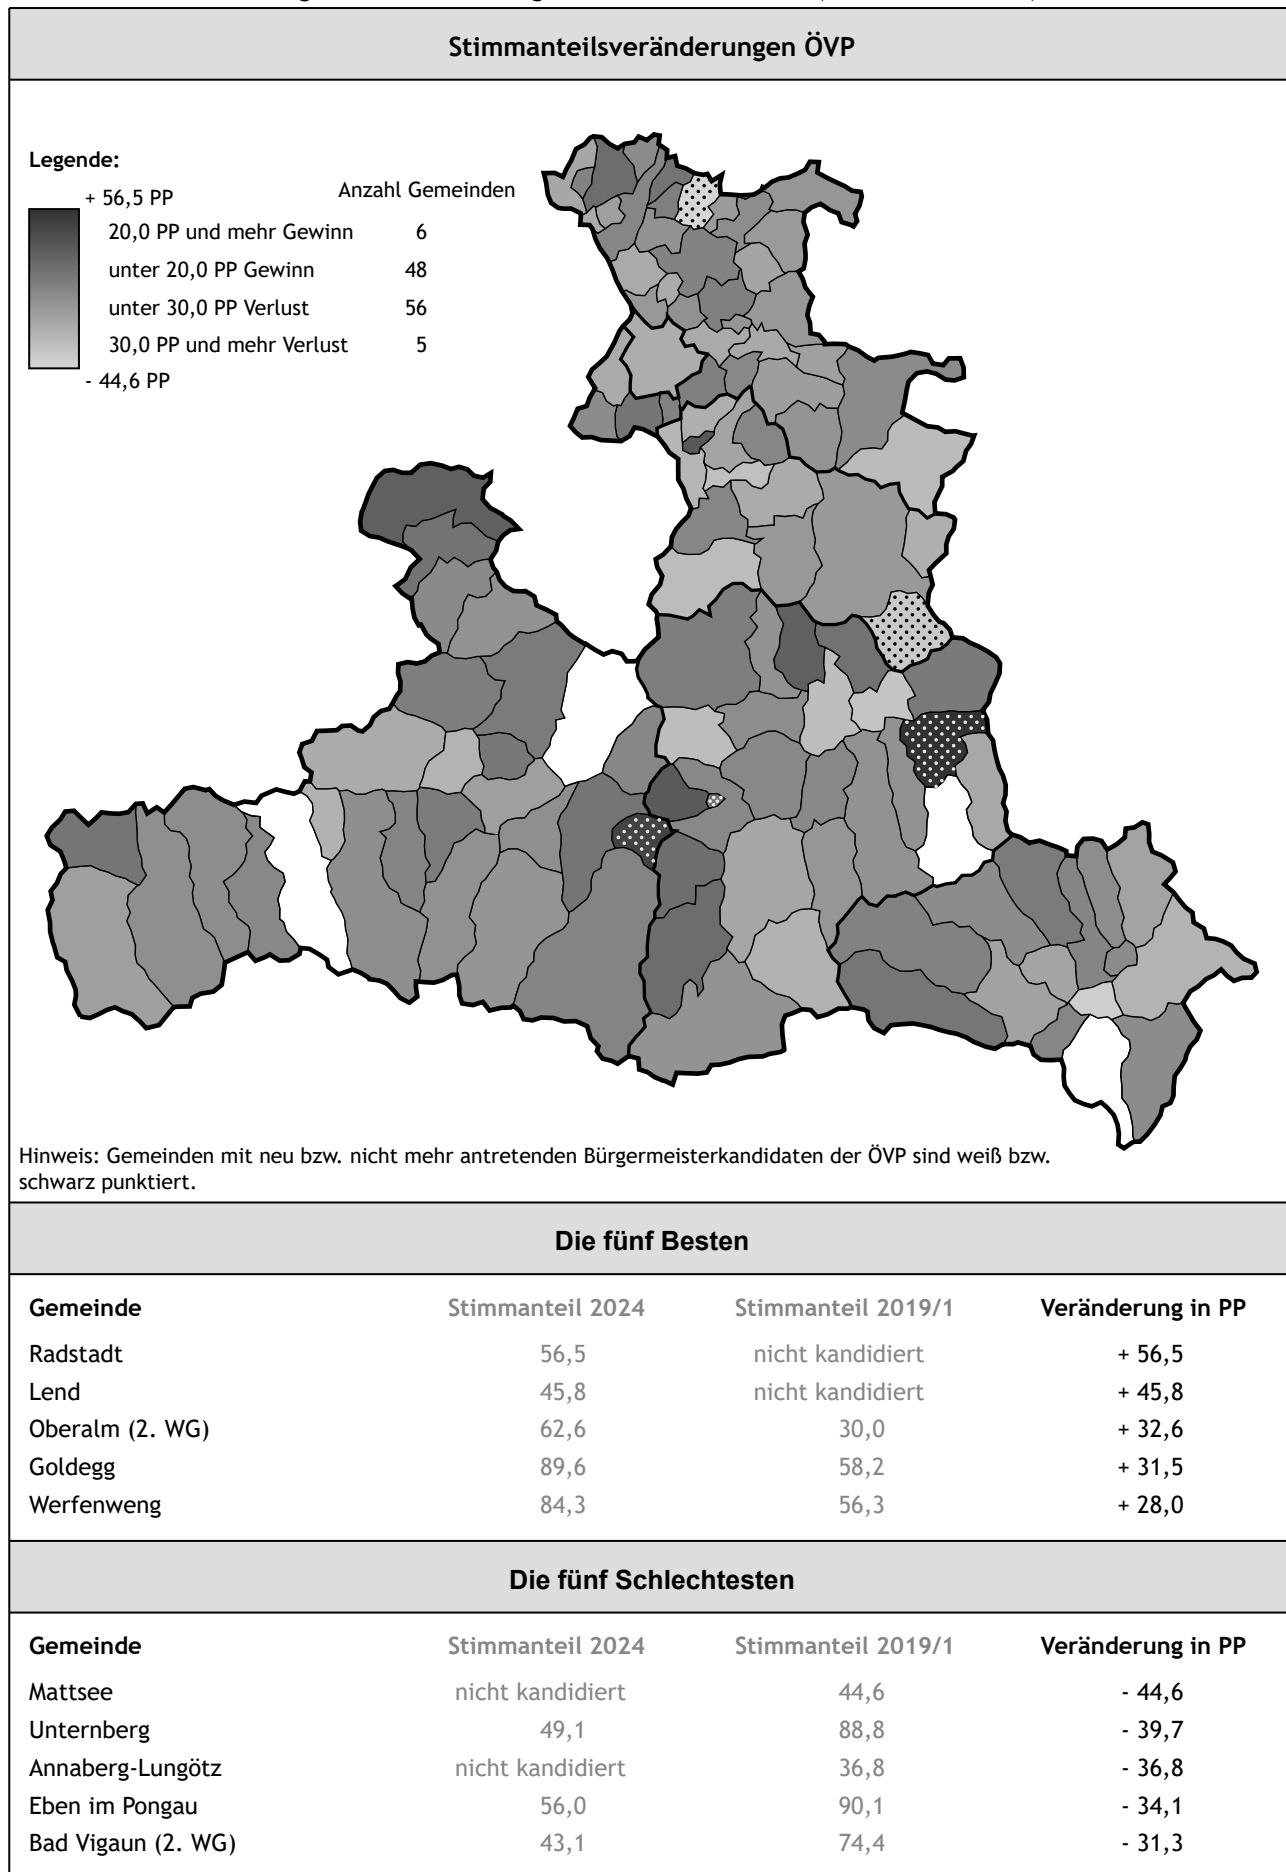 Stimmanteilsveränderungen ÖVP
Legende:
+ 56,5 PP
Anzahl Gemeinden
20,0 PP und mehr Gewinn 6
unter 20,0 PP Gewinn 48
unter 30,0 PP Verlust 56
30,0 PP und mehr Verlust 5
- 44,6 PP
Hinweis: Gemeinden mit neu bzw. nicht mehr antretenden Bürgermeisterkandidaten der ÖVP sind weiß bzw.
schwarz punktiert.
Die fünf Besten
Gemeinde Stimmanteil 2024 Stimmanteil 2019/1 Veränderung in PP
Radstadt 56,5 nicht kandidiert + 56,5
Lend 45,8 nicht kandidiert + 45,8
Oberalm (2. WG) 62,6 30,0 + 32,6
Goldegg 89,6 58,2 + 31,5
Werfenweng 84,3 56,3 + 28,0
Die fünf Schlechtesten
Gemeinde Stimmanteil 2024 Stimmanteil 2019/1 Veränderung in PP
Mattsee nicht kandidiert 44,6 - 44,6
Unternberg 49,1 88,8 - 39,7
Annaberg-Lungötz nicht kandidiert 36,8 - 36,8
Eben im Pongau 56,0 90,1 - 34,1
Bad Vigaun (2. WG) 43,1 74,4 - 31,3